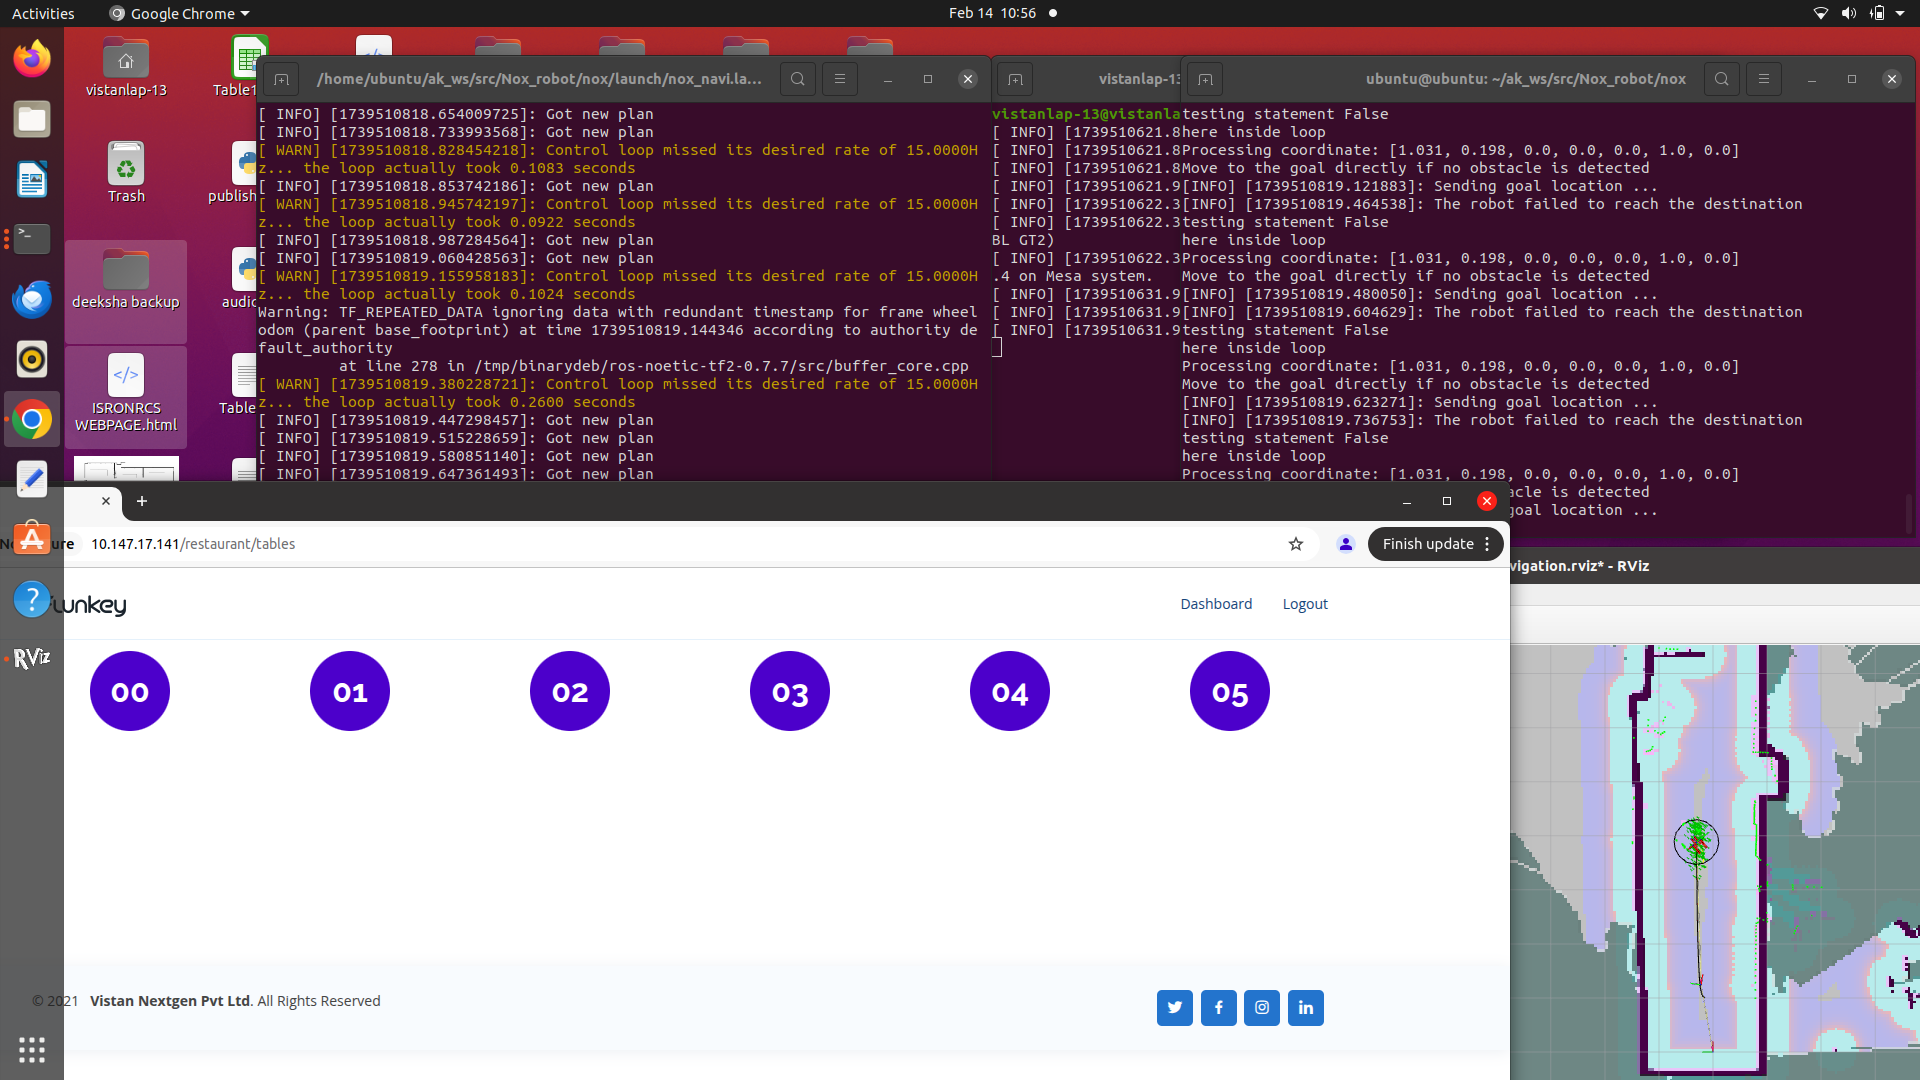 Activities
Google Chrome
Feb 14 10:56
vistanlap-13
Trash
deeksha backup
ISRONRCS
WEBPAGE.html
/home/ubuntu/ak_ws/src/Nox_robot/nox/launch/nox_navi.la...
[ INFO] [1739510818.654009725]: Got new plan
[ INFO] [1739510818.733993568]: Got new plan
[ WARN] [1739510818.828454218]: Control loop missed its desired rate of 15.0000H
z... the loop actually took 0.1083 seconds
[ INFO] [1739510818.853742186]: Got new plan
[ WARN] [1739510818.945742197]: Control loop missed its desired rate of 15.0000H
z... the loop actually took 0.0922 seconds
[ INFO] [1739510818.987284564]: Got new plan
[ INFO] [1739510819.060428563]: Got new plan
[ WARN] [1739510819.155958183]: Control loop missed its desired rate of 15.0000H
z... the loop actually took 0.1024 seconds
Warning: TF_REPEATED_DATA ignoring data with redundant timestamp for frame wheel
odom (parent base_footprint) at time 1739510819.144346 according to authority de
fault_authority
at line 278 in /tmp/binarydeb/ros-noetic-tf2-0.7.7/src/buffer_core.cpp
[ WARN] [1739510819.380228721]: Control loop missed its desired rate of 15.0000H
z... the loop actually took 0.2600 seconds
[ INFO] [1739510819.447298457]: Got new plan
[ INFO] [1739510819.515228659]: Got new plan
[ INFO] [1739510819.580851140]: Got new plan
[ INFO] [1739510819.647361493]: Got new plan
vistanlap-13
vistanlap-13@vistanla
[ INFO] [1739510621.8
[ INFO] [1739510621.8
[ INFO] [1739510621.8
[ INFO] [1739510621.9
[ INFO] [1739510622.3
[ INFO] [1739510622.3
BL GT2)
[ INFO] [1739510622.3
.4 on Mesa system.
[ INFO] [1739510631.9
[ INFO] [1739510631.9
[ INFO] [1739510631.9
ubuntu@ubuntu: ~/ak_ws/src/Nox_robot/nox
testing statement False
here inside loop
Processing coordinate: [1.031, 0.198, 0.0, 0.0, 0.0, 1.0, 0.0]
Move to the goal directly if no obstacle is detected
[INFO] [1739510819.121883]: Sending goal location ...
[INFO] [1739510819.464538]: The robot failed to reach the destination
testing statement False
here inside loop
Processing coordinate: [1.031, 0.198, 0.0, 0.0, 0.0, 1.0, 0.0]
Move to the goal directly if no obstacle is detected
[INFO] [1739510819.480050]: Sending goal location ...
[INFO] [1739510819.604629]: The robot failed to reach the destination
testing statement False
here inside loop
Processing coordinate: [1.031, 0.198, 0.0, 0.0, 0.0, 1.0, 0.0]
Move to the goal directly if no obstacle is detected
[INFO] [1739510819.623271]: Sending goal location ...
[INFO] [1739510819.736753]: The robot failed to reach the destination
testing statement False
here inside loop
Processing coordinate: [1.031, 0.198, 0.0, 0.0, 0.0, 1.0, 0.0]
acle is detected
goal location ...
10.147.17.141/restaurant/tables
Finish update
vigation.rviz* - RViz
Dashboard
Logout
RViz
00 01 02 03 04 05
© 2021 Vistan Nextgen Pvt Ltd. All Rights Reserved